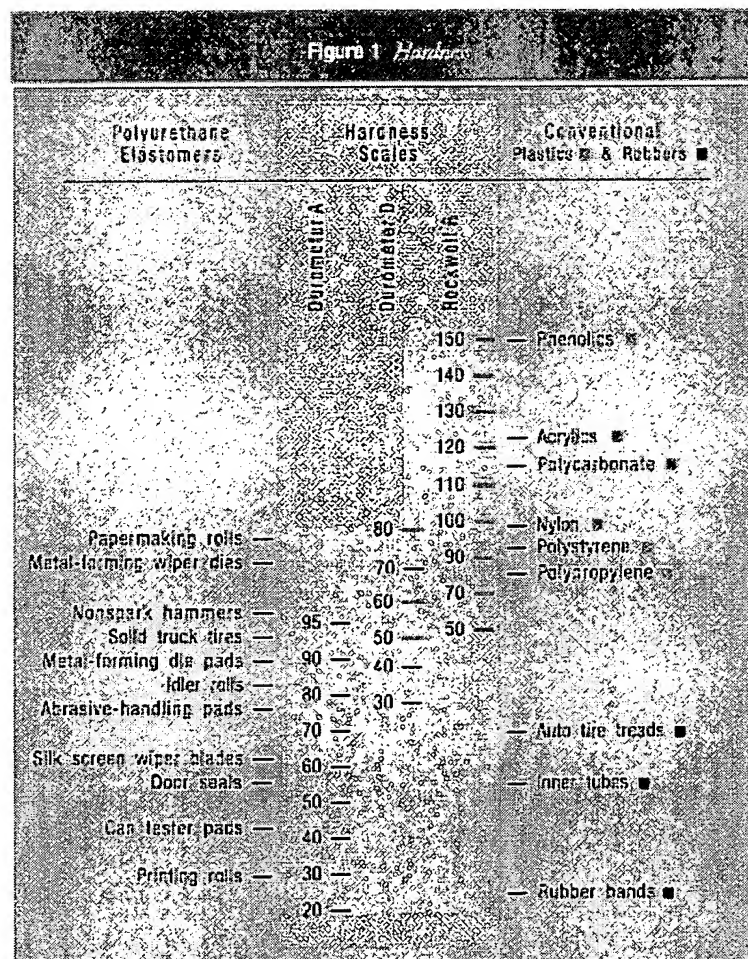 Figure 1 Hardness
Polyurethane
Elastomers
Hardness
Scales
Conventional
Plastics & Rubbers
Durometer A
Durometer D
Rockwell R
150
Phenolics
140
130
Acrylics
120
Polycarbonate
110
100
Nylon
Papermaking rolls
80
Polystyrene
90
Metal-forming wiper dies
70
Polypropylene
70
60
Nonspark hammers
95
50
Solid truck tires
50
Metal-forming die pads
90
40
Idler rolls
80
30
Abrasive-handling pads
70
Auto tire treads
Silk screen wiper blades
60
Door seals
Inner tubes
50
Can tester pads
40
Printing rolls
30
Rubber bands
20